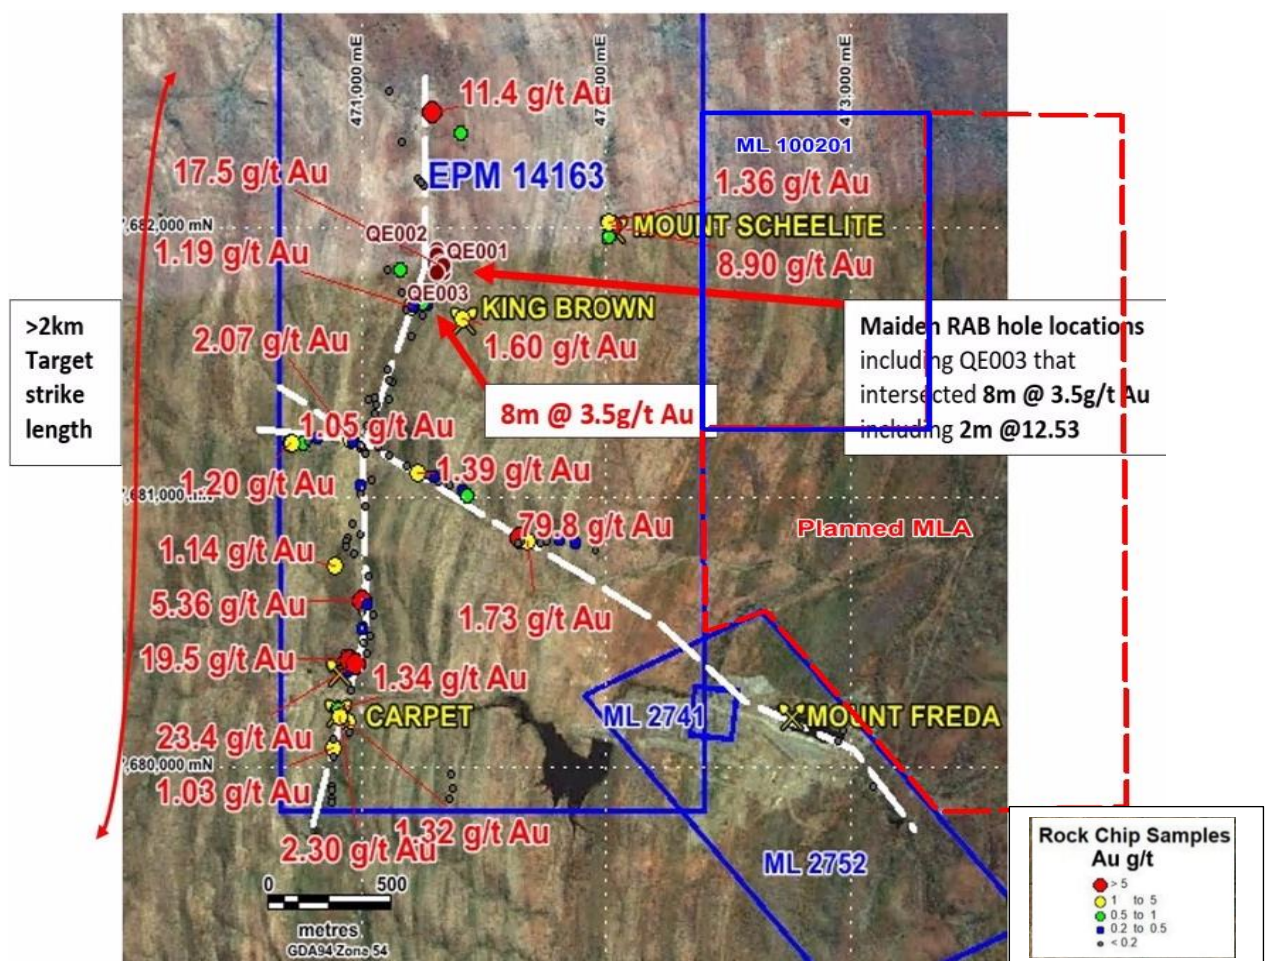 471,000 mE
473,000 mE
11.4 g/t Au
ML 100201
17.5 g/t Au
EPM 14163
1.36 g/t Au
,682,000 mN
QE002
MOUNT SCHEELITE
1.19 g/t Au
QE001
8.90 g/t Au
QE003
KING BROWN
>2km
Target
strike
length
2.07 g/t Au
1.60 g/t Au
Maiden RAB hole locations
including QE003 that
intersected 8m @ 3.5g/t Au
including 2m @12.53
8m @ 3.5g/t Au
1.05 g/t Au
1.39 g/t Au
1.20 g/t Au
79.8 g/t Au
Planned MLA
1.14 g/t Au
5.36 g/t Au
1.73 g/t Au
19.5 g/t Au
1.34 g/t Au
CARPET
ML 2741
MOUNT FREDA
23.4 g/t Au
,680,000 mN
1.03 g/t Au
1.32 g/t Au
2.30 g/t Au
ML 2752
0 500
metres
GDA94 Zone 54
Rock Chip Samples
Au g/t
> 5
1 to 5
0.5 to 1
0.2 to 0.5
< 0.2